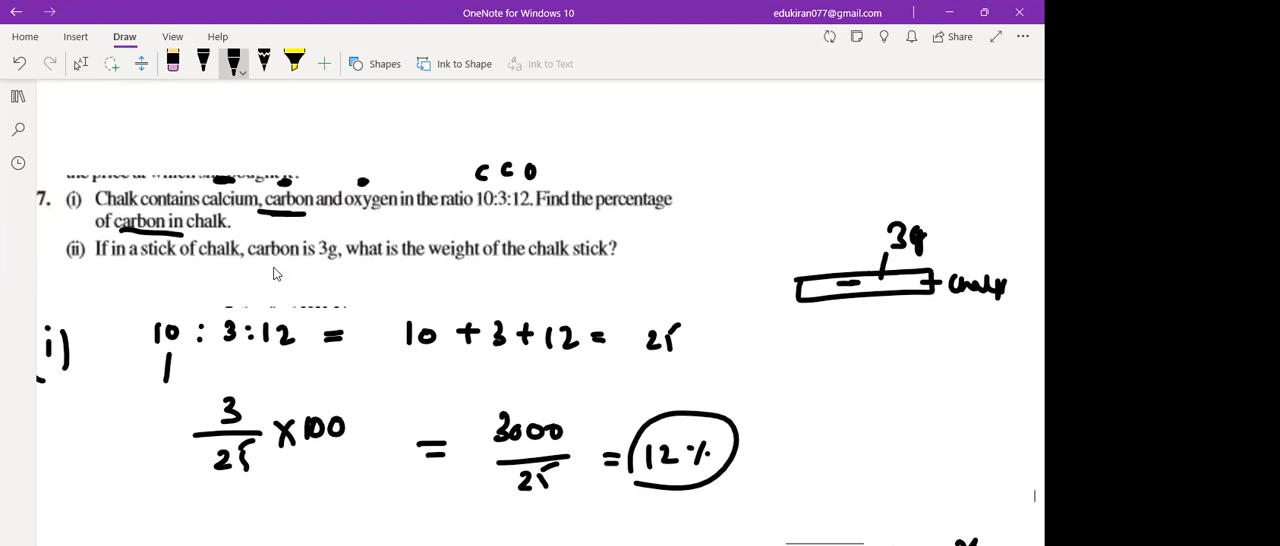 OneNote for Windows 10
edukiran077@gmail.com
Home Insert Draw View Help
Share
Shapes Ink to Shape Ink to Text
C C O
7. (i) Chalk contains calcium, carbon and oxygen in the ratio 10:3:12. Find the percentage
of carbon in chalk.
(ii) If in a stick of chalk, carbon is 3g, what is the weight of the chalk stick?
3g
chalk
i) 10 : 3 : 12 = 10 + 3 + 12 = 25
3/25 × 100 = 3000/25 = 12 %